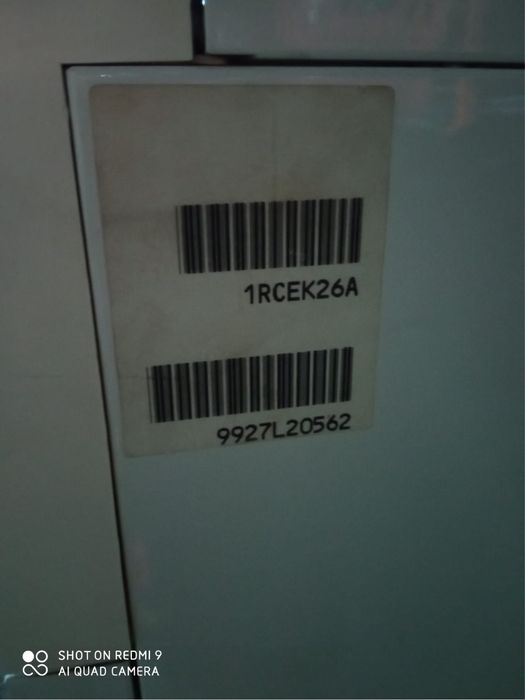 1RCEK26A
9927L20562
SHOT ON REDMI 9
AI QUAD CAMERA